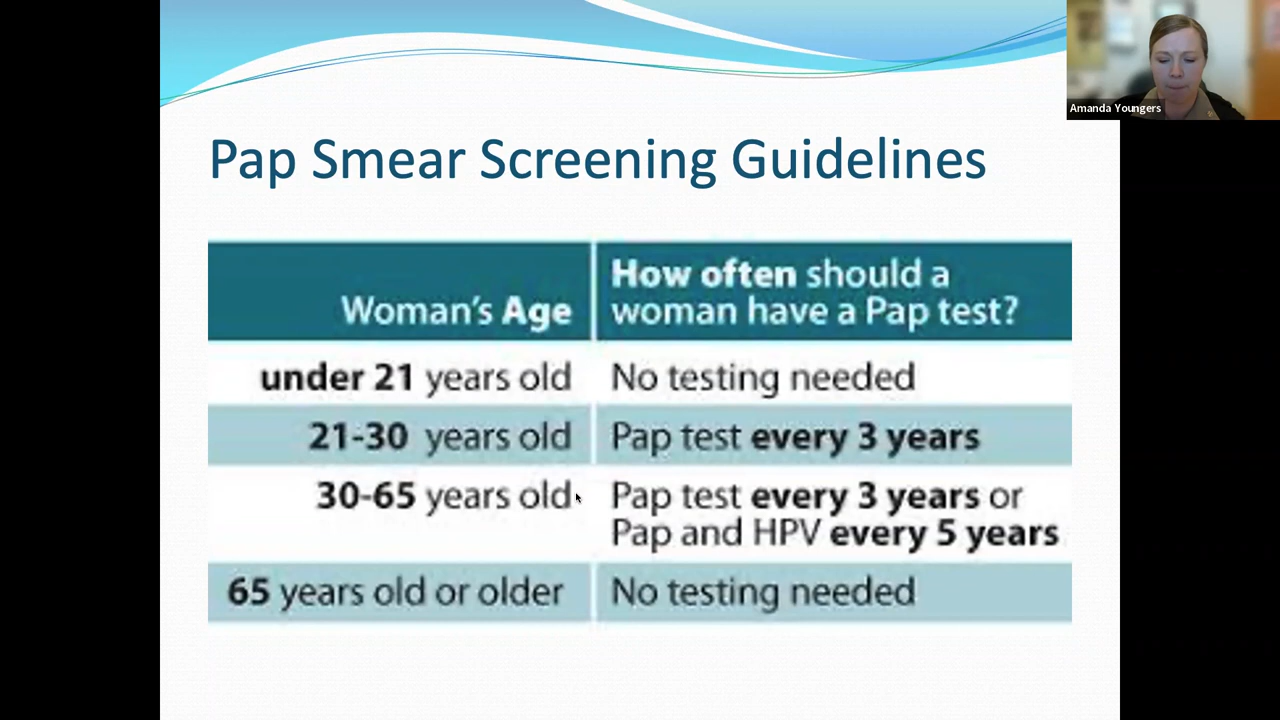 Amanda Youngers
Pap Smear Screening Guidelines
Woman's Age
How often should a
woman have a Pap test?
under 21 years old
No testing needed
21-30 years old
Pap test every 3 years
30-65 years old
Pap test every 3 years or
Pap and HPV every 5 years
65 years old or older
No testing needed